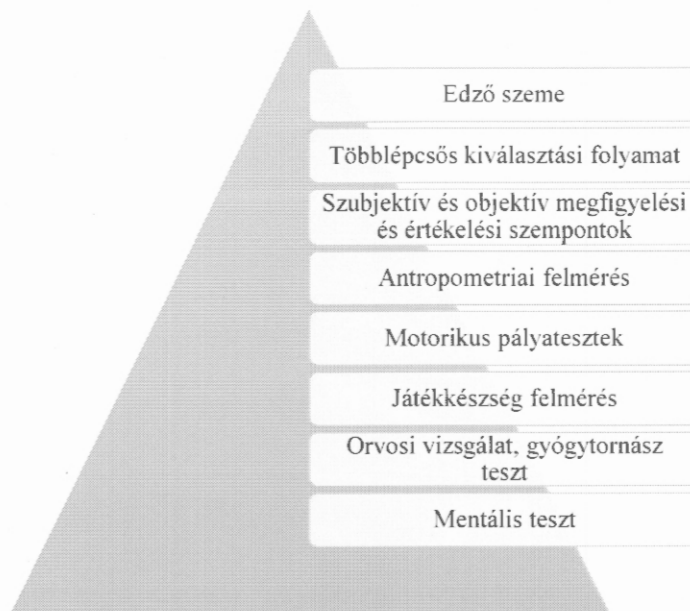 Edző szeme
Többlépcsős kiválasztási folyamat
Szubjektív és objektív megfigyelési
és értékelési szempontok
Antropometriai felmérés
Motorikus pályatesztek
Játékkészség felmérés
Orvosi vizsgálat, gyógytornász
teszt
Mentális teszt